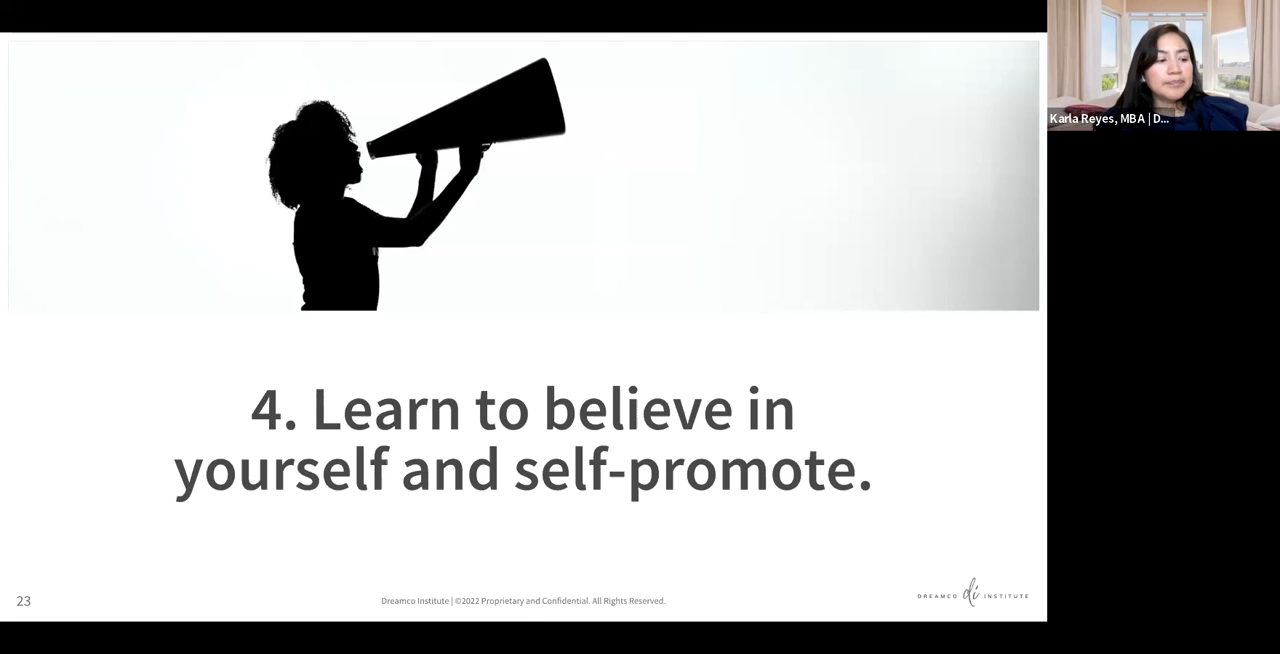 Karla Reyes, MBA | D...
4. Learn to believe in
yourself and self-promote.
23
Dreamco Institute | ©2022 Proprietary and Confidential. All Rights Reserved.
DREAMCO di INSTITUTE